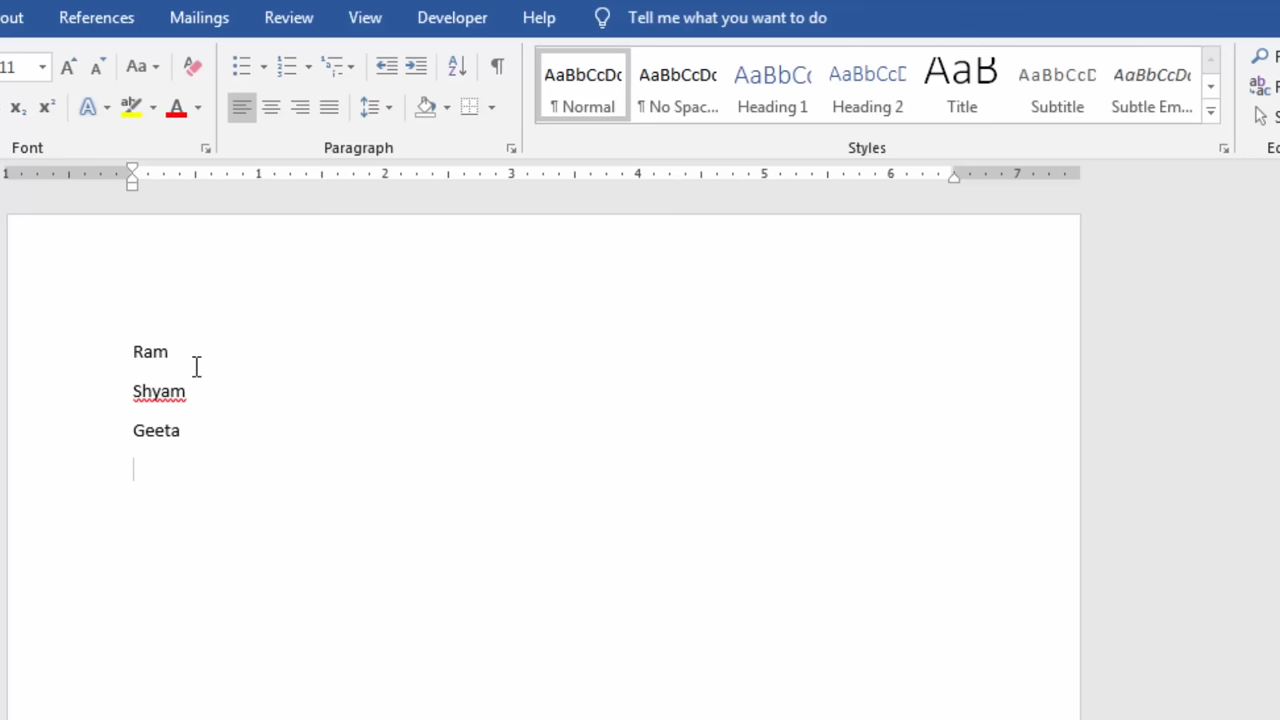 out References Mailings Review View Developer Help Tell me what you want to do
11 Aa
AaBbCcDc AaBbCcDc AaBbC( AaBbCcD AaB AaBbCcD AaBbCcDc
¶ Normal ¶ No Spac... Heading 1 Heading 2 Title Subtitle Subtle Em...
Font Paragraph Styles
1 1 2 3 4 5 6 7
Ram
Shyam
Geeta